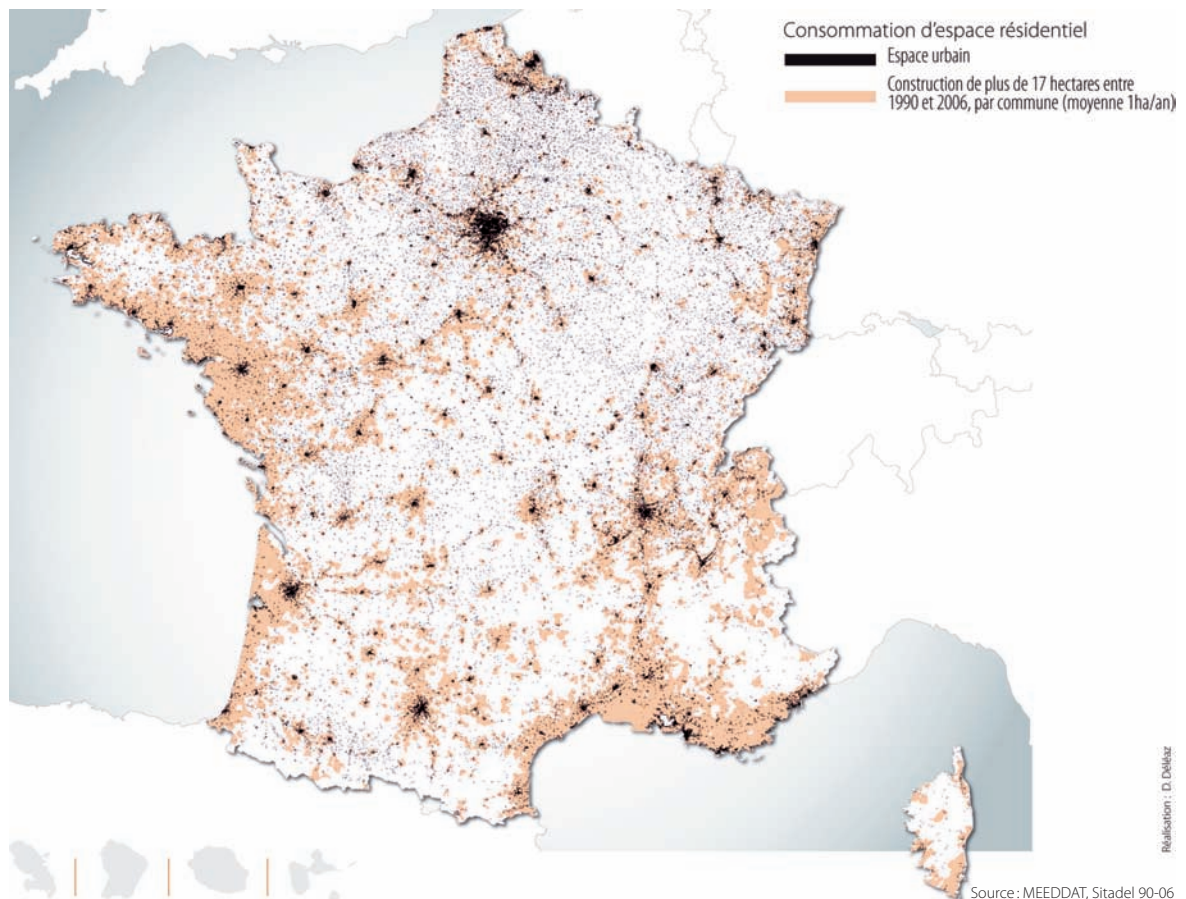 Consommation d'espace résidentiel
Espace urbain
Construction de plus de 17 hectares entre
1990 et 2006, par commune (moyenne 1ha/an)
Réalisation : D. Déléaz
Source : MEEDDAT, Sitadel 90-06